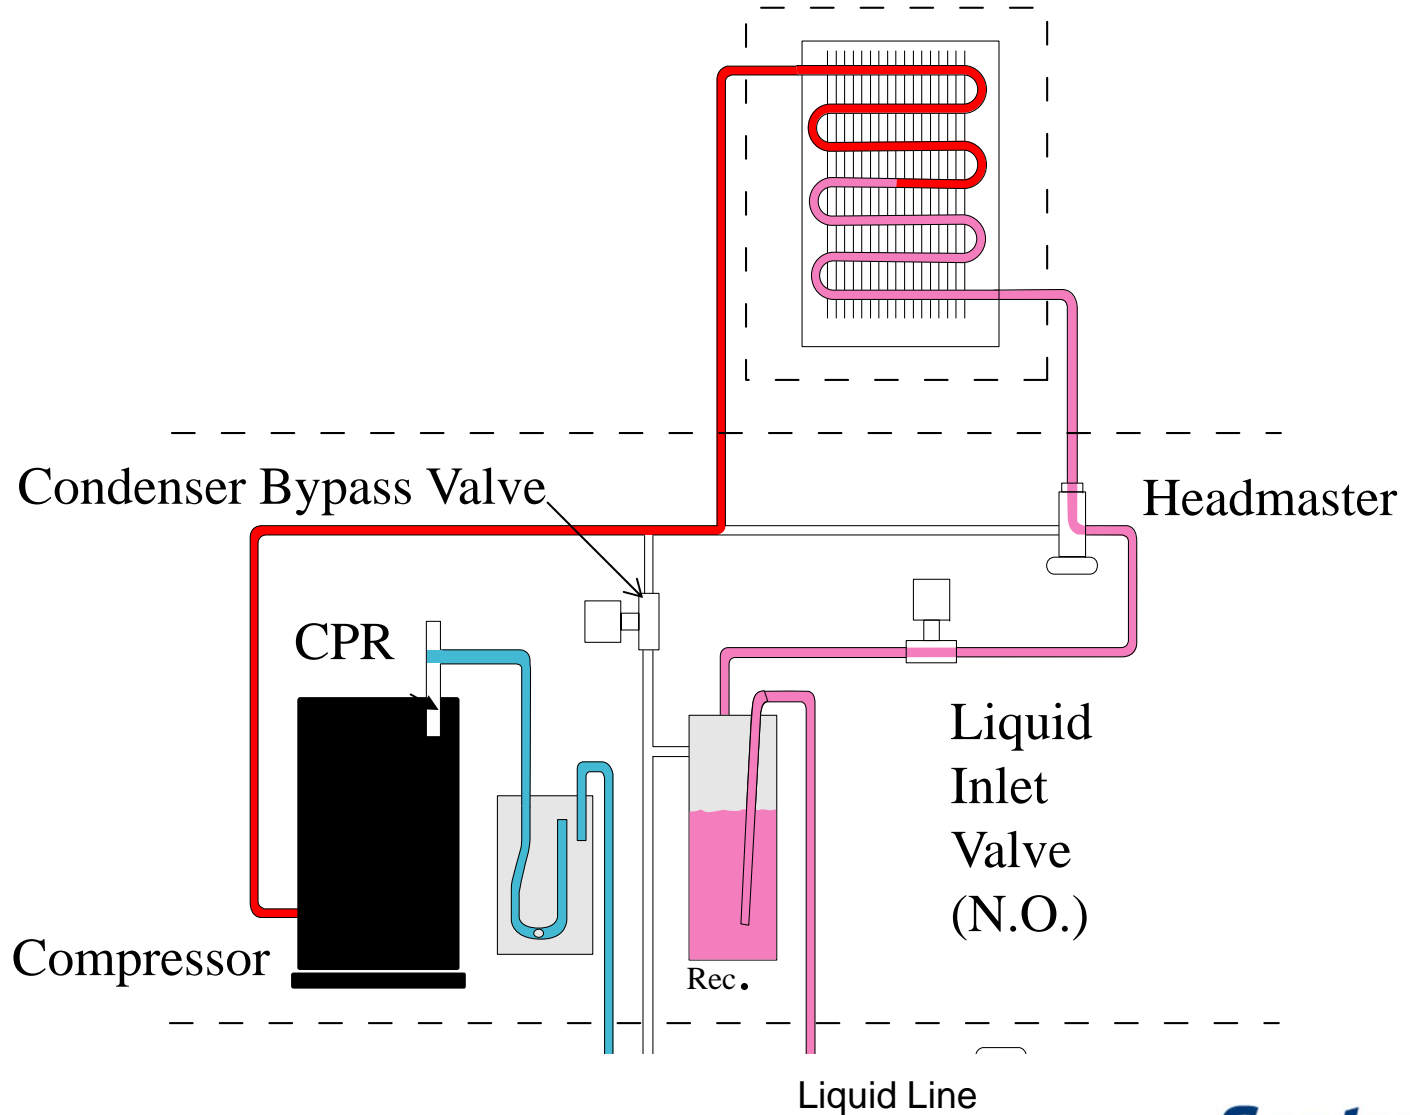 Condenser Bypass Valve
Headmaster
CPR
Liquid
Inlet
Valve
(N.O.)
Compressor
Rec.
Liquid Line